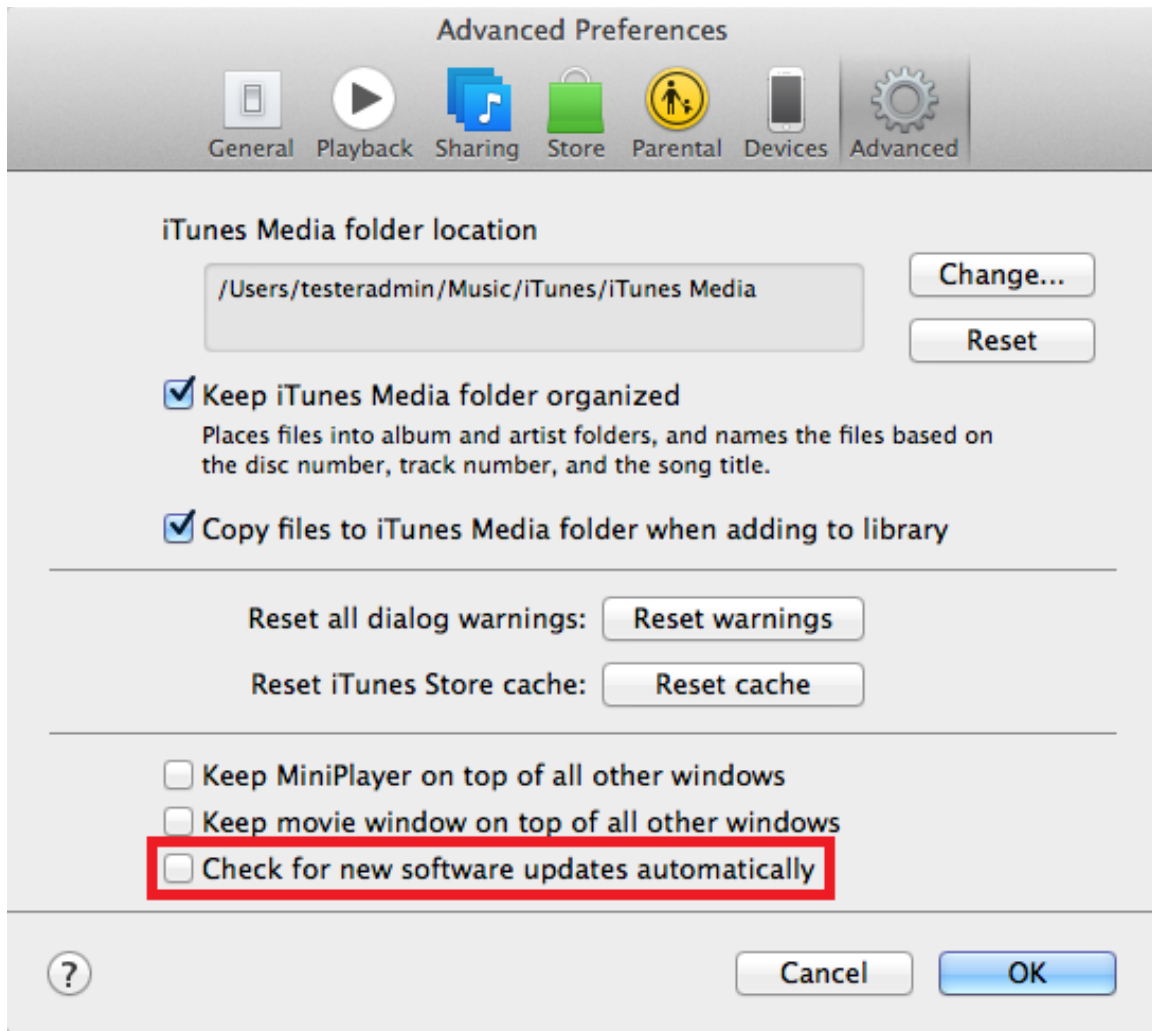 Advanced Preferences
General Playback Sharing Store Parental Devices Advanced
iTunes Media folder location
/Users/testeradmin/Music/iTunes/iTunes Media
Change...
Reset
Keep iTunes Media folder organized
Places files into album and artist folders, and names the files based on
the disc number, track number, and the song title.
Copy files to iTunes Media folder when adding to library
Reset all dialog warnings: Reset warnings
Reset iTunes Store cache: Reset cache
Keep MiniPlayer on top of all other windows
Keep movie window on top of all other windows
Check for new software updates automatically
? Cancel OK